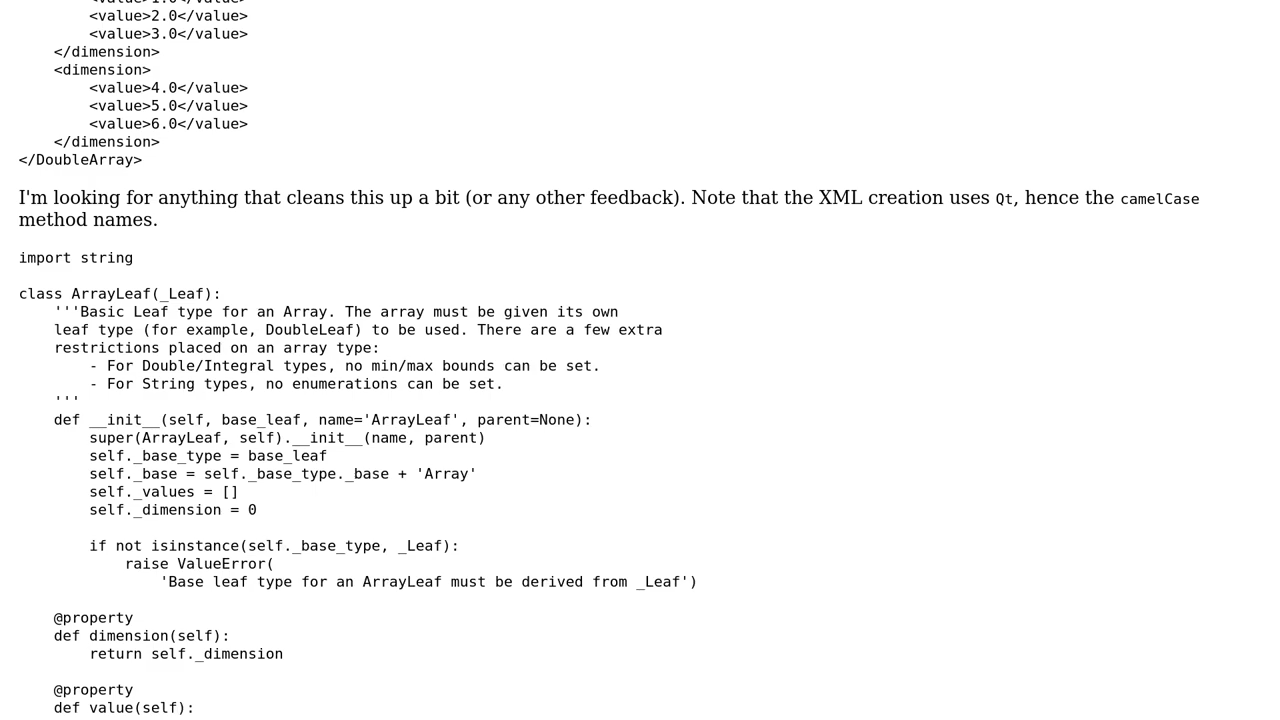 <value>1.0</value>
<value>2.0</value>
<value>3.0</value>
</dimension>
<dimension>
<value>4.0</value>
<value>5.0</value>
<value>6.0</value>
</dimension>
</DoubleArray>
I'm looking for anything that cleans this up a bit (or any other feedback). Note that the XML creation uses Qt, hence the camelCase
method names.
import string
class ArrayLeaf(_Leaf):
'''Basic Leaf type for an Array. The array must be given its own
leaf type (for example, DoubleLeaf) to be used. There are a few extra
restrictions placed on an array type:
- For Double/Integral types, no min/max bounds can be set.
- For String types, no enumerations can be set.
'''
def __init__(self, base_leaf, name='ArrayLeaf', parent=None):
super(ArrayLeaf, self).__init__(name, parent)
self._base_type = base_leaf
self._base = self._base_type._base + 'Array'
self._values = []
self._dimension = 0
if not isinstance(self._base_type, _Leaf):
raise ValueError(
'Base leaf type for an ArrayLeaf must be derived from _Leaf')
@property
def dimension(self):
return self._dimension
@property
def value(self):